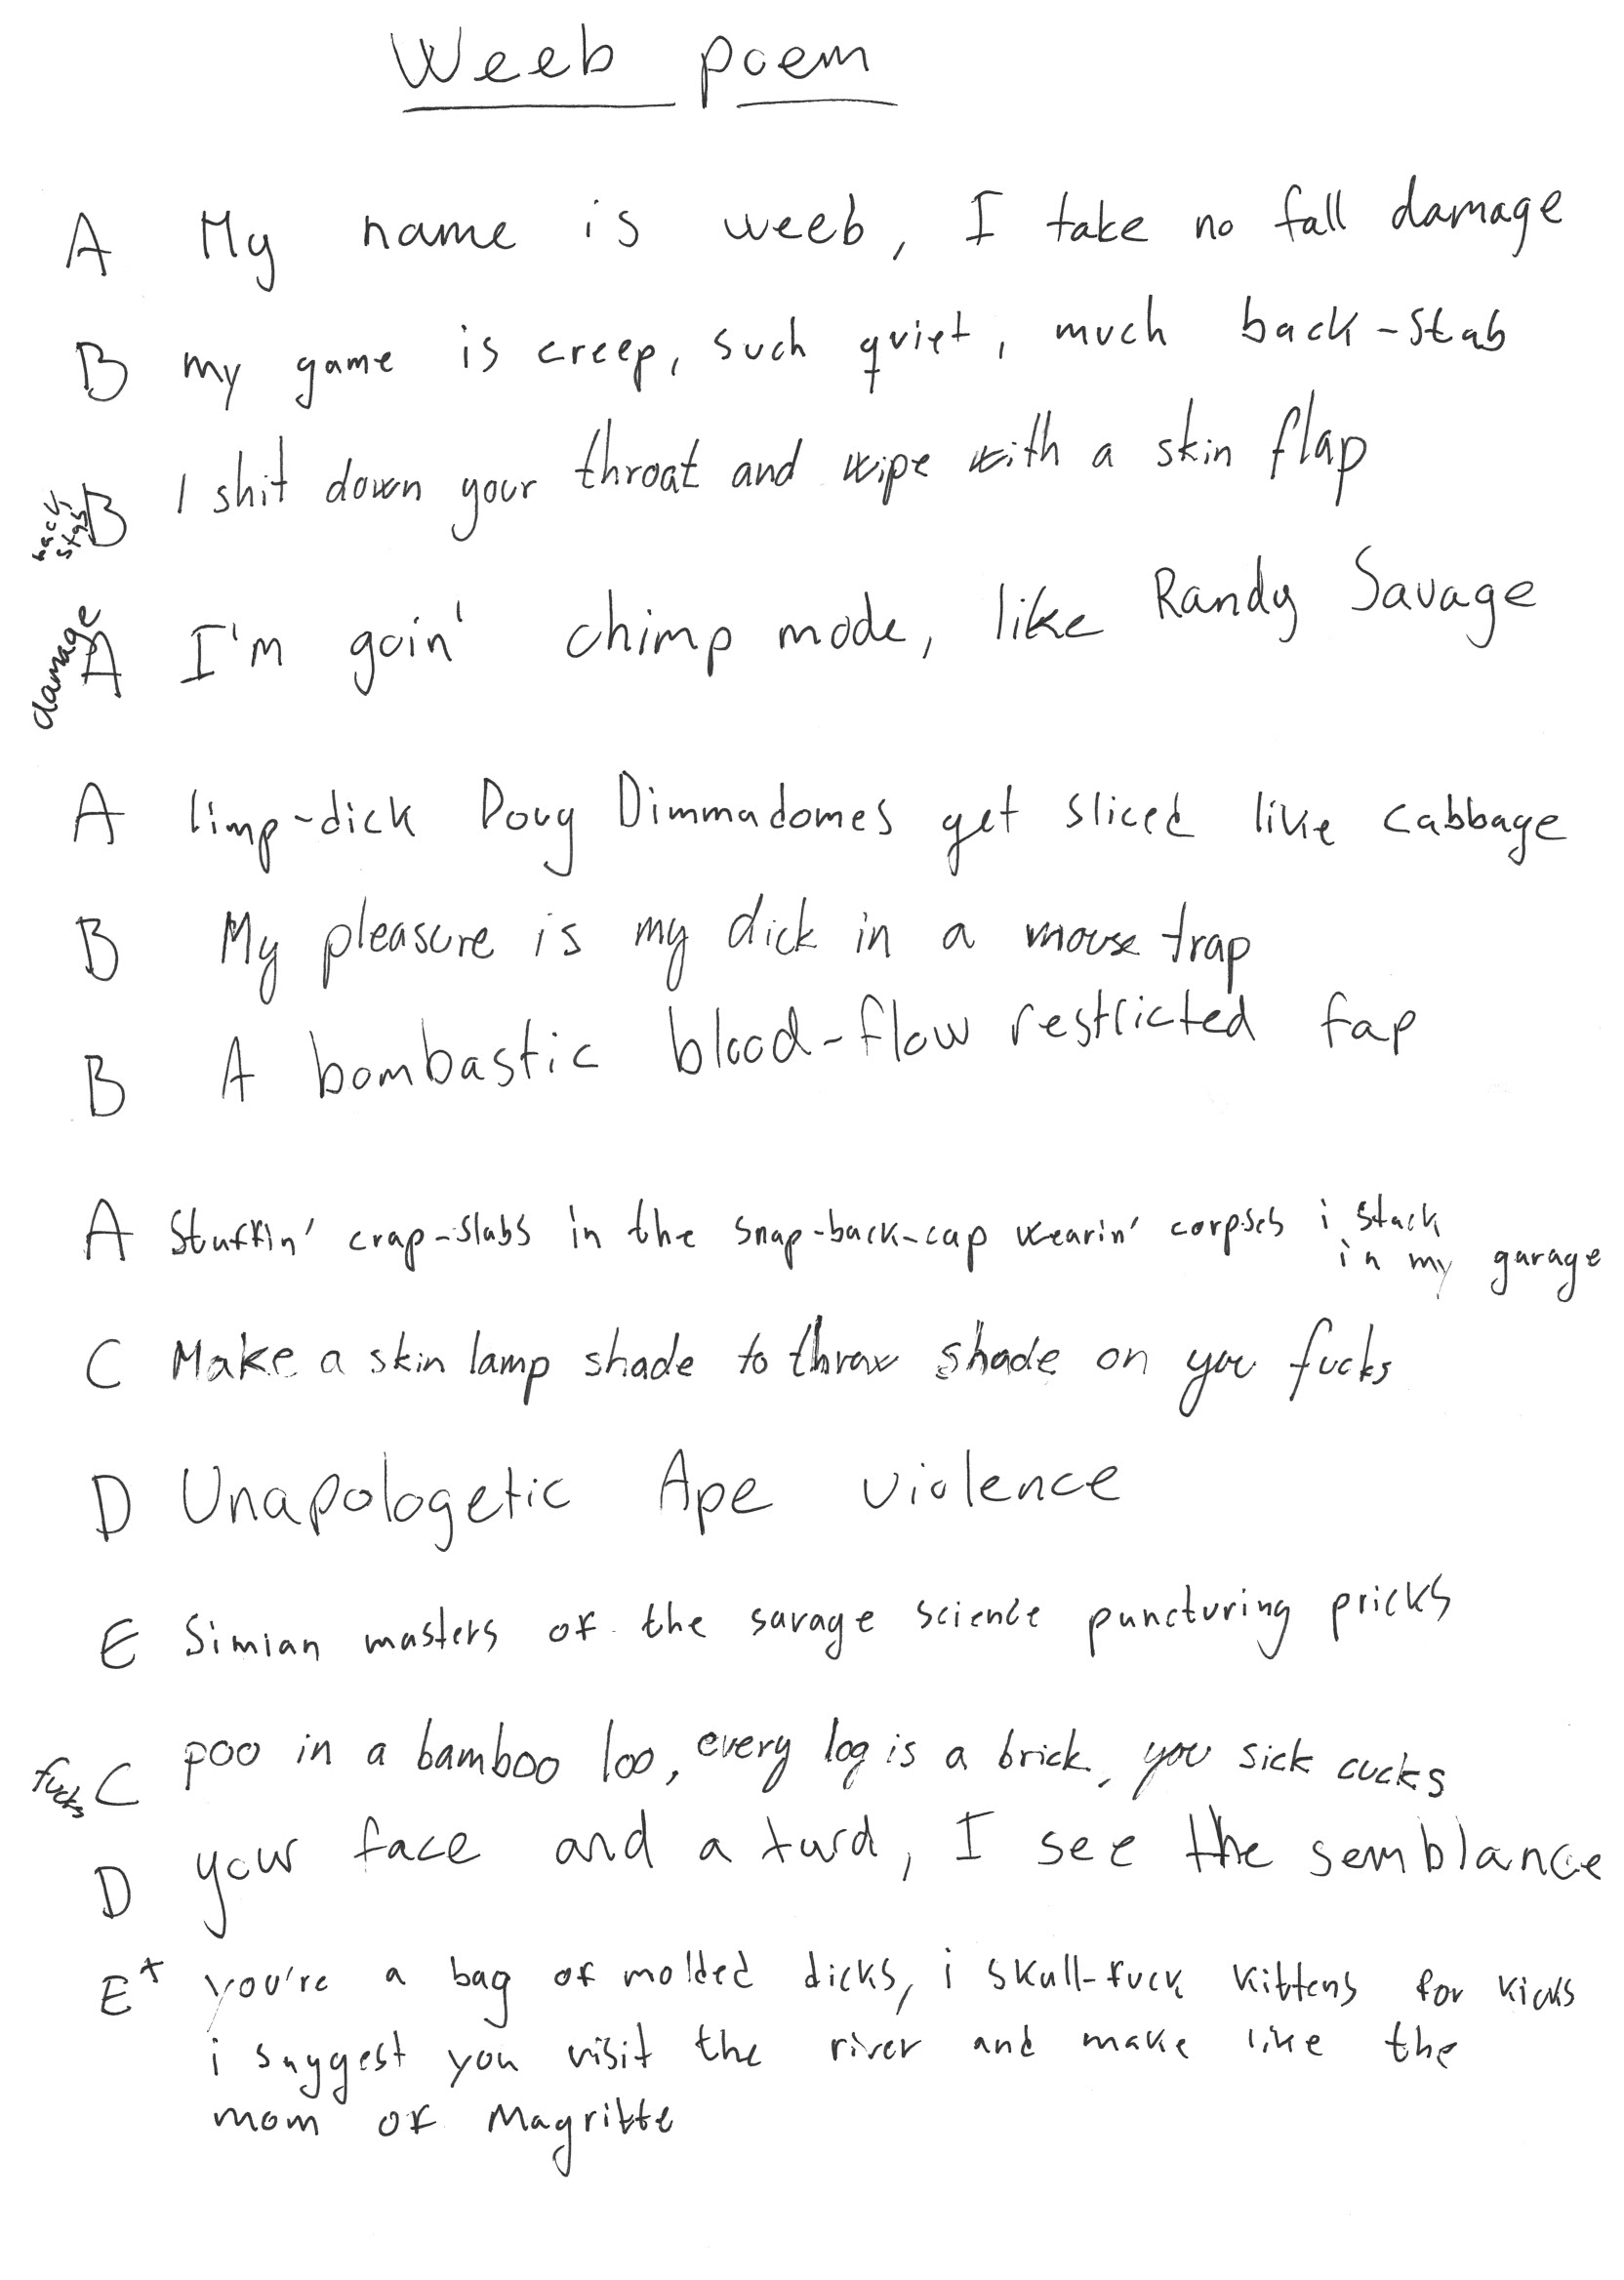 Weeb poem
A My name is weeb, I take no fall damage
B my game is creep, such quiet, much back-stab
back stab B I shit down your throat and wipe with a skin flap
damage A I'm goin' chimp mode, like Randy Savage
A limp-dick Doug Dimmadomes get sliced like cabbage
B My pleasure is my dick in a mouse trap
B A bombastic blood-flow restricted fap
A Stuffin' crap-slabs in the snap-back-cap wearin' corpses i stack
in my garage
C Make a skin lamp shade to throw shade on you fucks
D Unapologetic Ape violence
E Simian masters of the savage science puncturing pricks
fucks C poo in a bamboo loo, every log is a brick, you sick cucks
D your face and a turd, I see the semblance
E+ you're a bag of molded dicks, i skull-fuck kittens for kicks
i suggest you visit the river and make like the
mom of Magritte